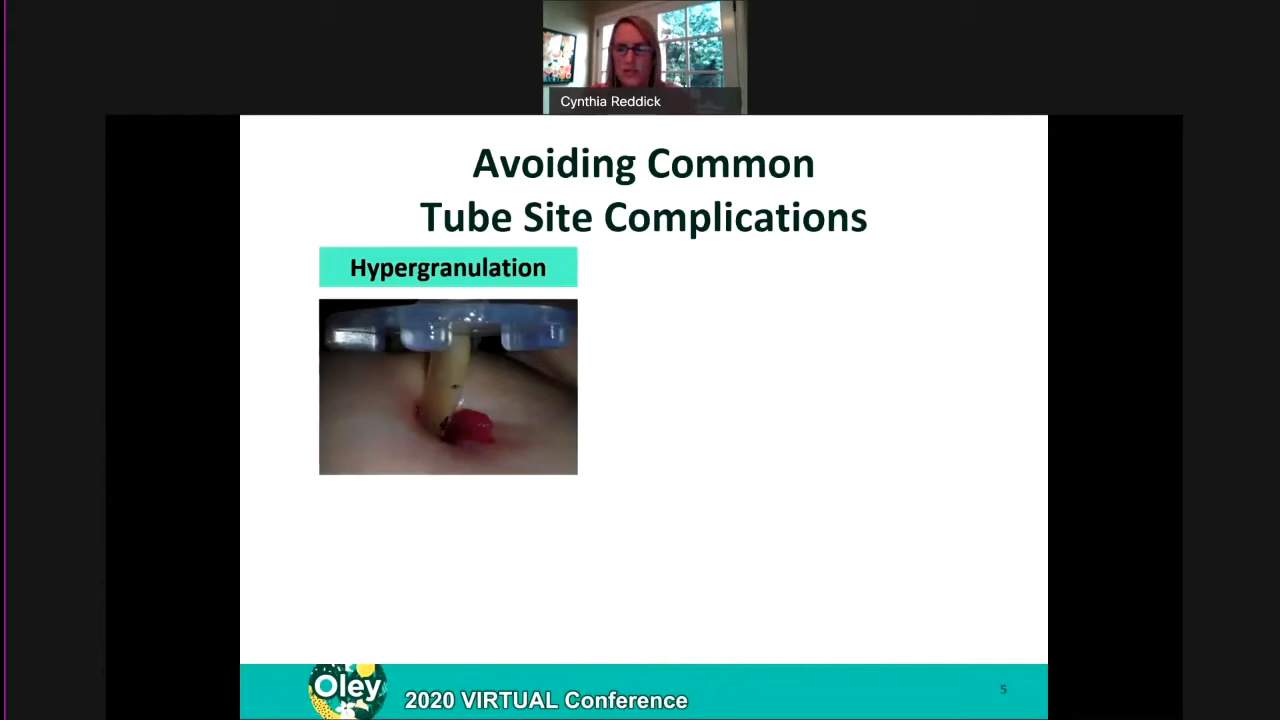 Cynthia Reddick
Avoiding Common
Tube Site Complications
Hypergranulation
Oley
2020 VIRTUAL Conference
5